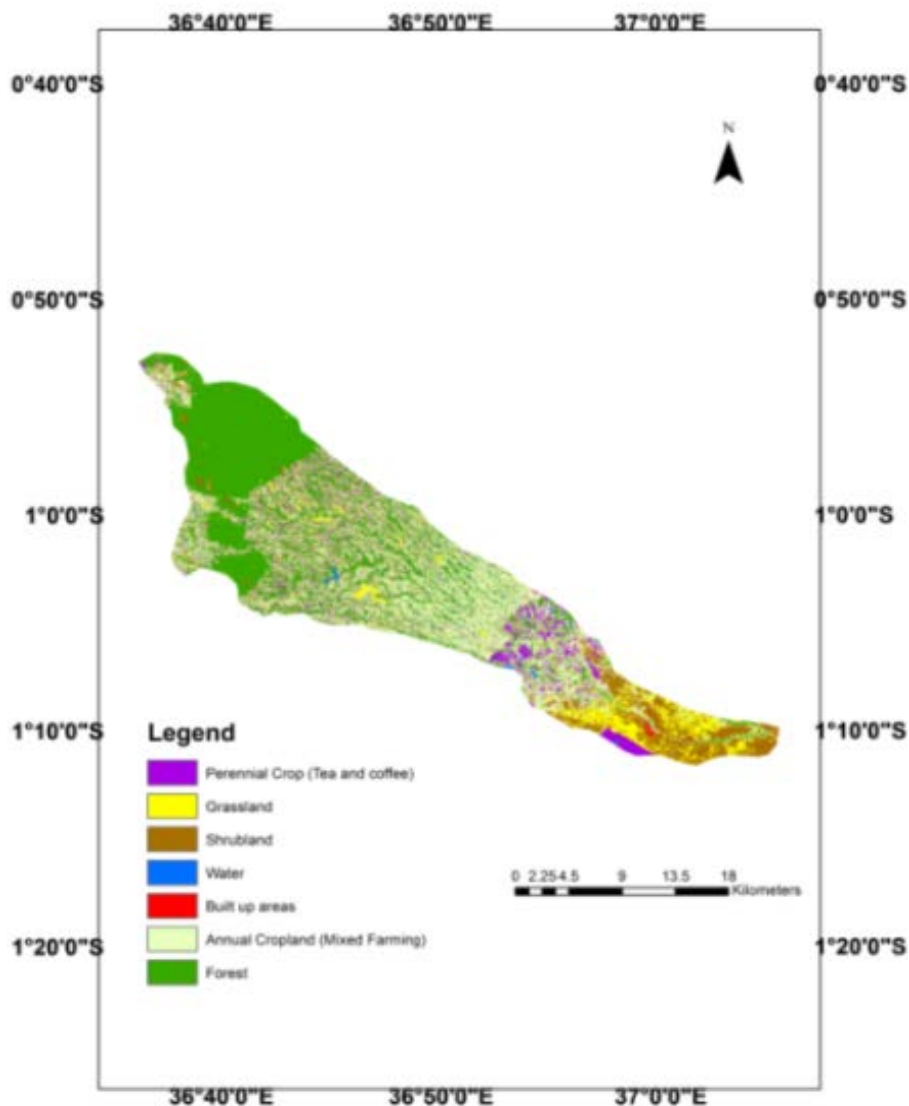 36°40'0"E 36°50'0"E 37°0'0"E
0°40'0"S 0°40'0"S
N
0°50'0"S 0°50'0"S
1°0'0"S 1°0'0"S
1°10'0"S 1°10'0"S
Legend
Perennial Crop (Tea and coffee)
Grassland
Shrubland
Water
Built up areas
Annual Cropland (Mixed Farming)
Forest
0 2.25 4.5 9 13.5 18
Kilometers
1°20'0"S 1°20'0"S
36°40'0"E 36°50'0"E 37°0'0"E